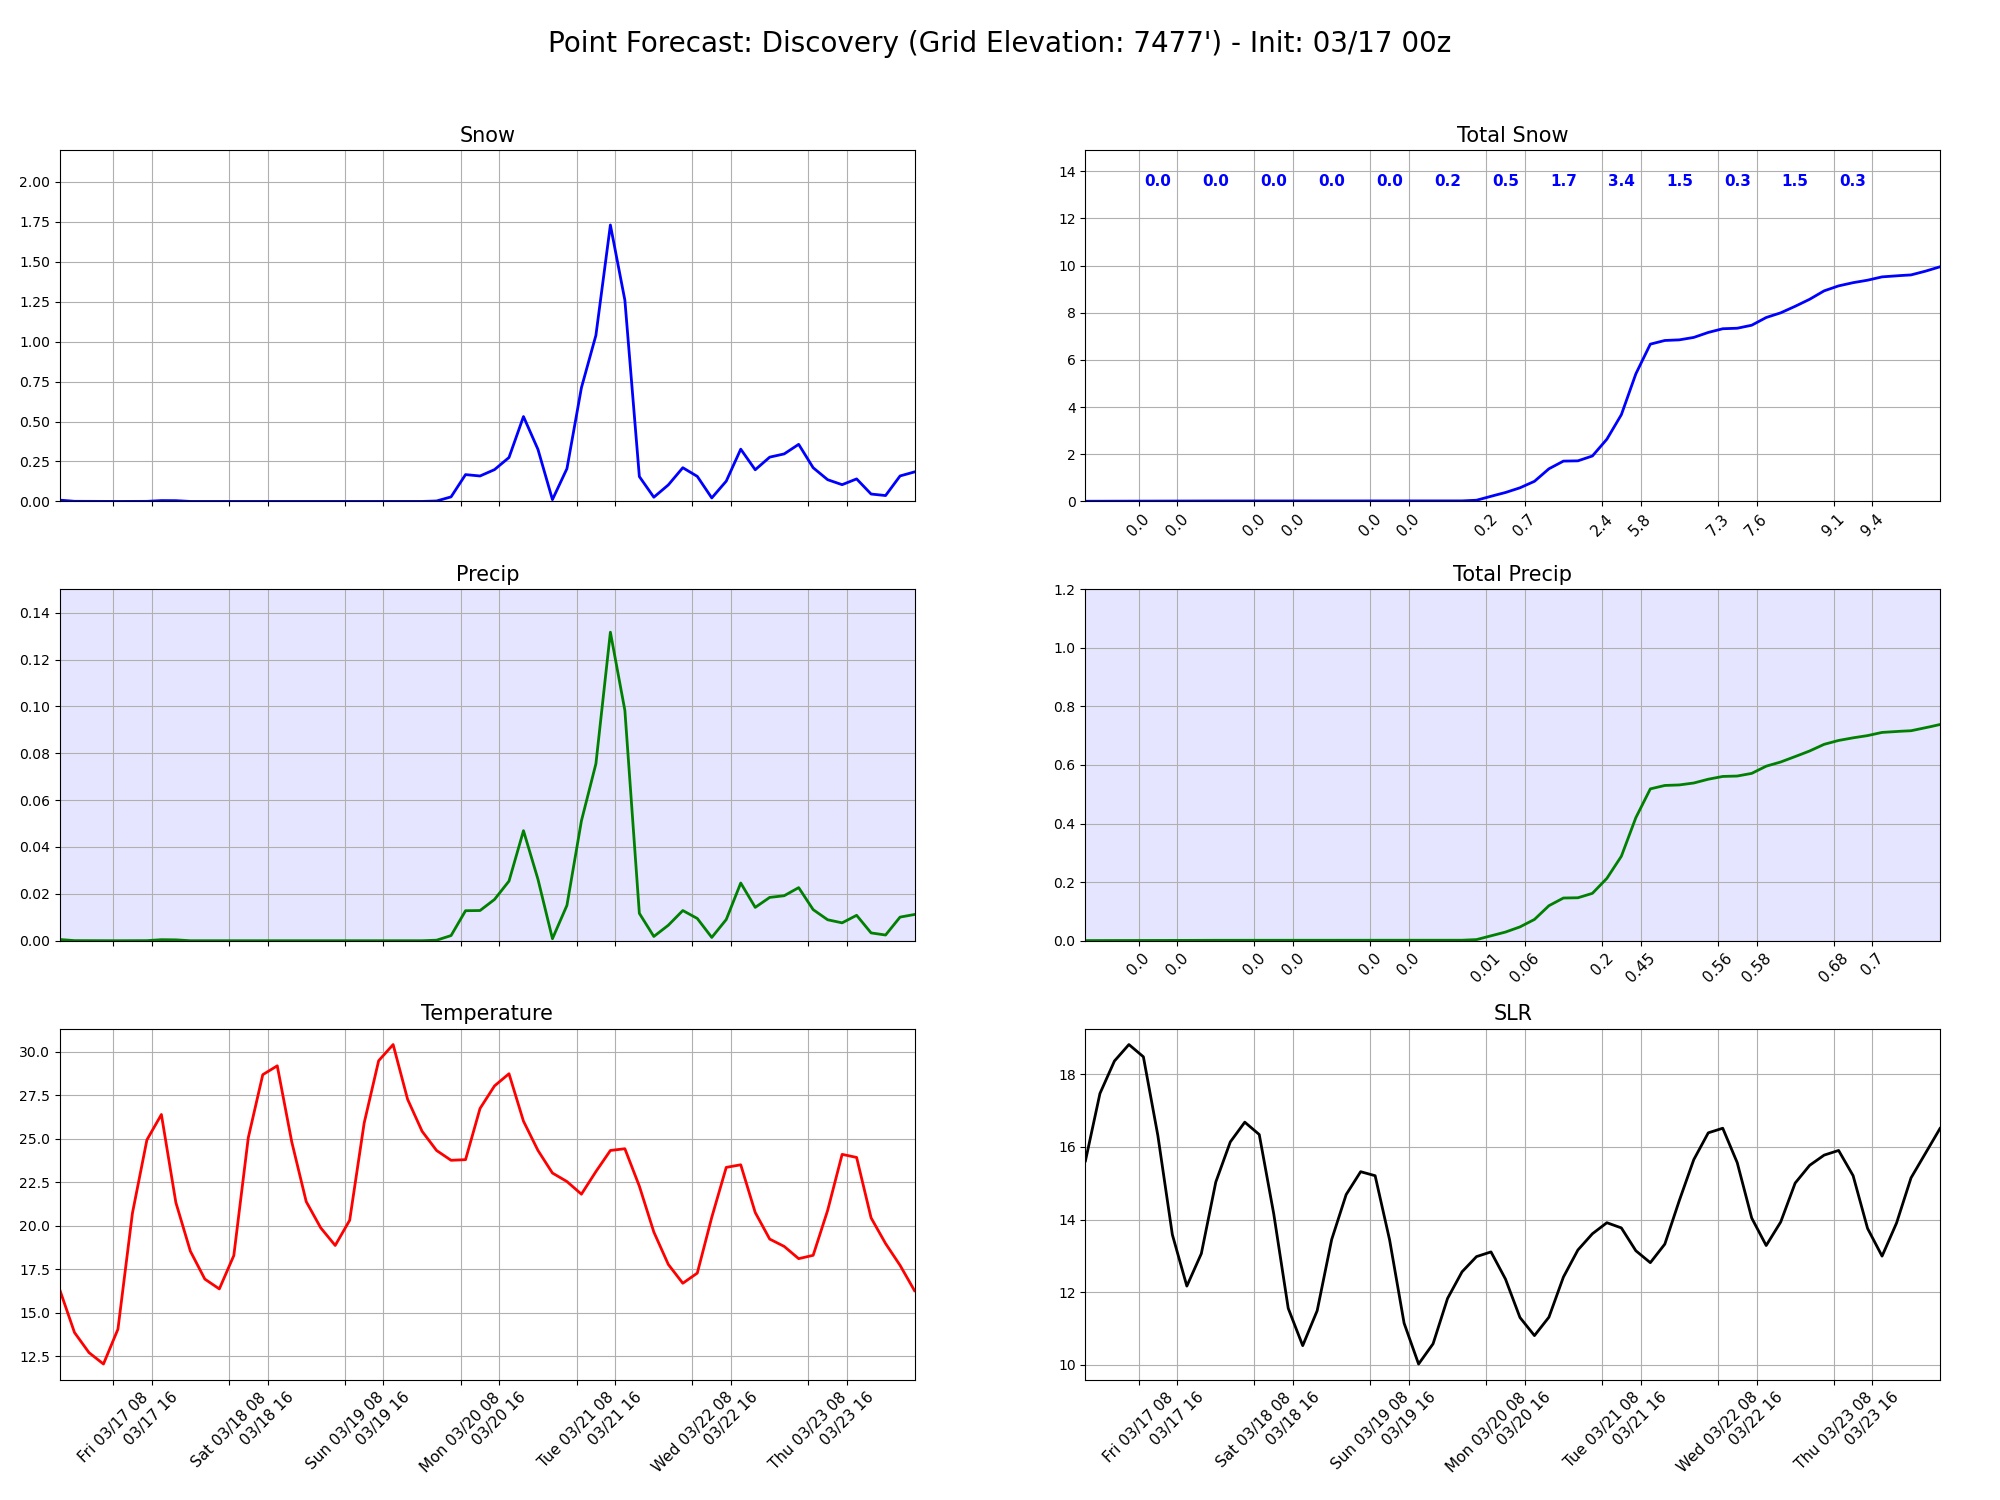 Point Forecast: Discovery (Grid Elevation: 7477') - Init: 03/17 00z
Snow
2.00
1.75
1.50
1.25
1.00
0.75
0.50
0.25
0.00
Total Snow
14
12
10
8
6
4
2
0
0.0 0.0 0.0 0.0 0.0 0.2 0.5 1.7 3.4 1.5 0.3 1.5 0.3
0.0 0.0 0.0 0.0 0.0 0.0 0.2 0.7 2.4 5.8 7.3 7.6 9.1 9.4
Precip
0.14
0.12
0.10
0.08
0.06
0.04
0.02
0.00
Total Precip
1.2
1.0
0.8
0.6
0.4
0.2
0.0
0.0 0.0 0.0 0.0 0.0 0.0 0.01 0.06 0.2 0.45 0.56 0.58 0.68 0.7
Temperature
30.0
27.5
25.0
22.5
20.0
17.5
15.0
12.5
Fri 03/17 08
03/17 16
Sat 03/18 08
03/18 16
Sun 03/19 08
03/19 16
Mon 03/20 08
03/20 16
Tue 03/21 08
03/21 16
Wed 03/22 08
03/22 16
Thu 03/23 08
03/23 16
SLR
18
16
14
12
10
Fri 03/17 08
03/17 16
Sat 03/18 08
03/18 16
Sun 03/19 08
03/19 16
Mon 03/20 08
03/20 16
Tue 03/21 08
03/21 16
Wed 03/22 08
03/22 16
Thu 03/23 08
03/23 16